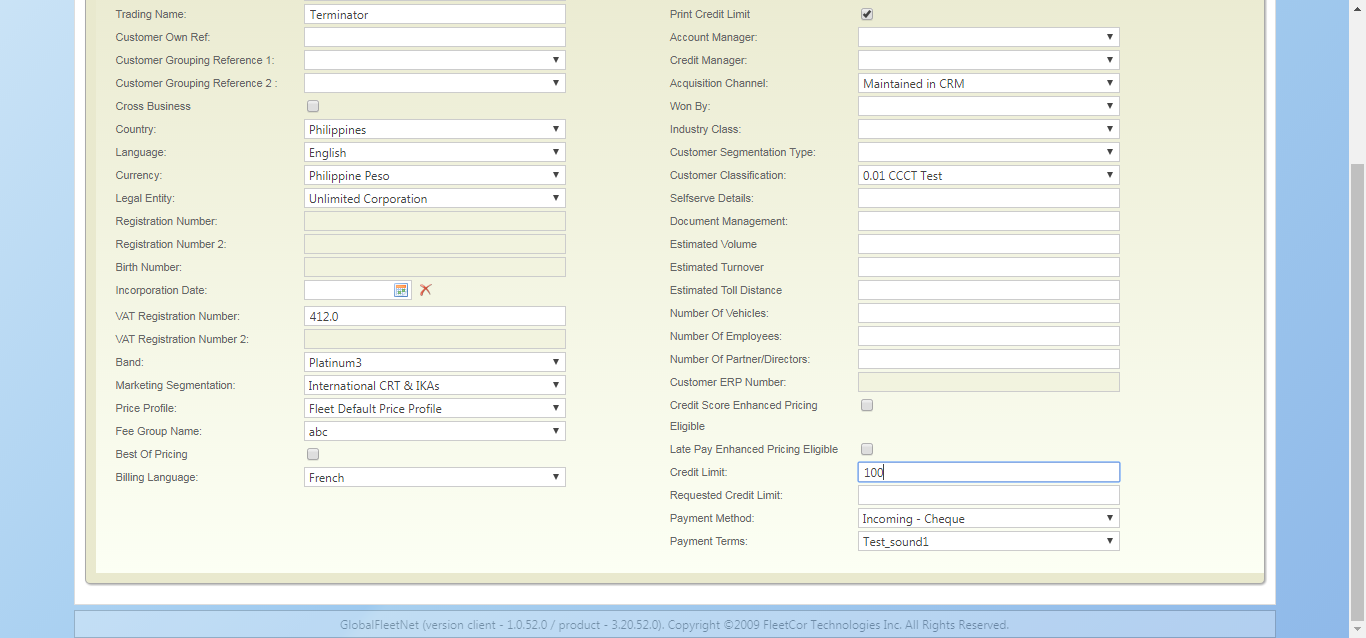 Trading Name: Terminator
Customer Own Ref:
Customer Grouping Reference 1:
Customer Grouping Reference 2 :
Cross Business
Country: Philippines
Language: English
Currency: Philippine Peso
Legal Entity: Unlimited Corporation
Registration Number:
Registration Number 2:
Birth Number:
Incorporation Date:
VAT Registration Number: 412.0
VAT Registration Number 2:
Band: Platinum3
Marketing Segmentation: International CRT & IKAs
Price Profile: Fleet Default Price Profile
Fee Group Name: abc
Best Of Pricing
Billing Language: French
Print Credit Limit
Account Manager:
Credit Manager:
Acquisition Channel: Maintained in CRM
Won By:
Industry Class:
Customer Segmentation Type:
Customer Classification: 0.01 CCCT Test
Selfserve Details:
Document Management:
Estimated Volume
Estimated Turnover
Estimated Toll Distance
Number Of Vehicles:
Number Of Employees:
Number Of Partner/Directors:
Customer ERP Number:
Credit Score Enhanced Pricing
Eligible
Late Pay Enhanced Pricing Eligible
Credit Limit: 100
Requested Credit Limit:
Payment Method: Incoming - Cheque
Payment Terms: Test_sound1
GlobalFleetNet (version client - 1.0.52.0 / product - 3.20.52.0). Copyright ©2009 FleetCor Technologies Inc. All Rights Reserved.